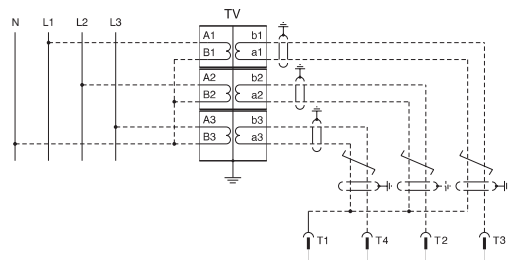 TV
N L1 L2 L3
A1 b1
B1 a1
A2 b2
B2 a2
A3 b3
B3 a3
T1 T4 T2 T3